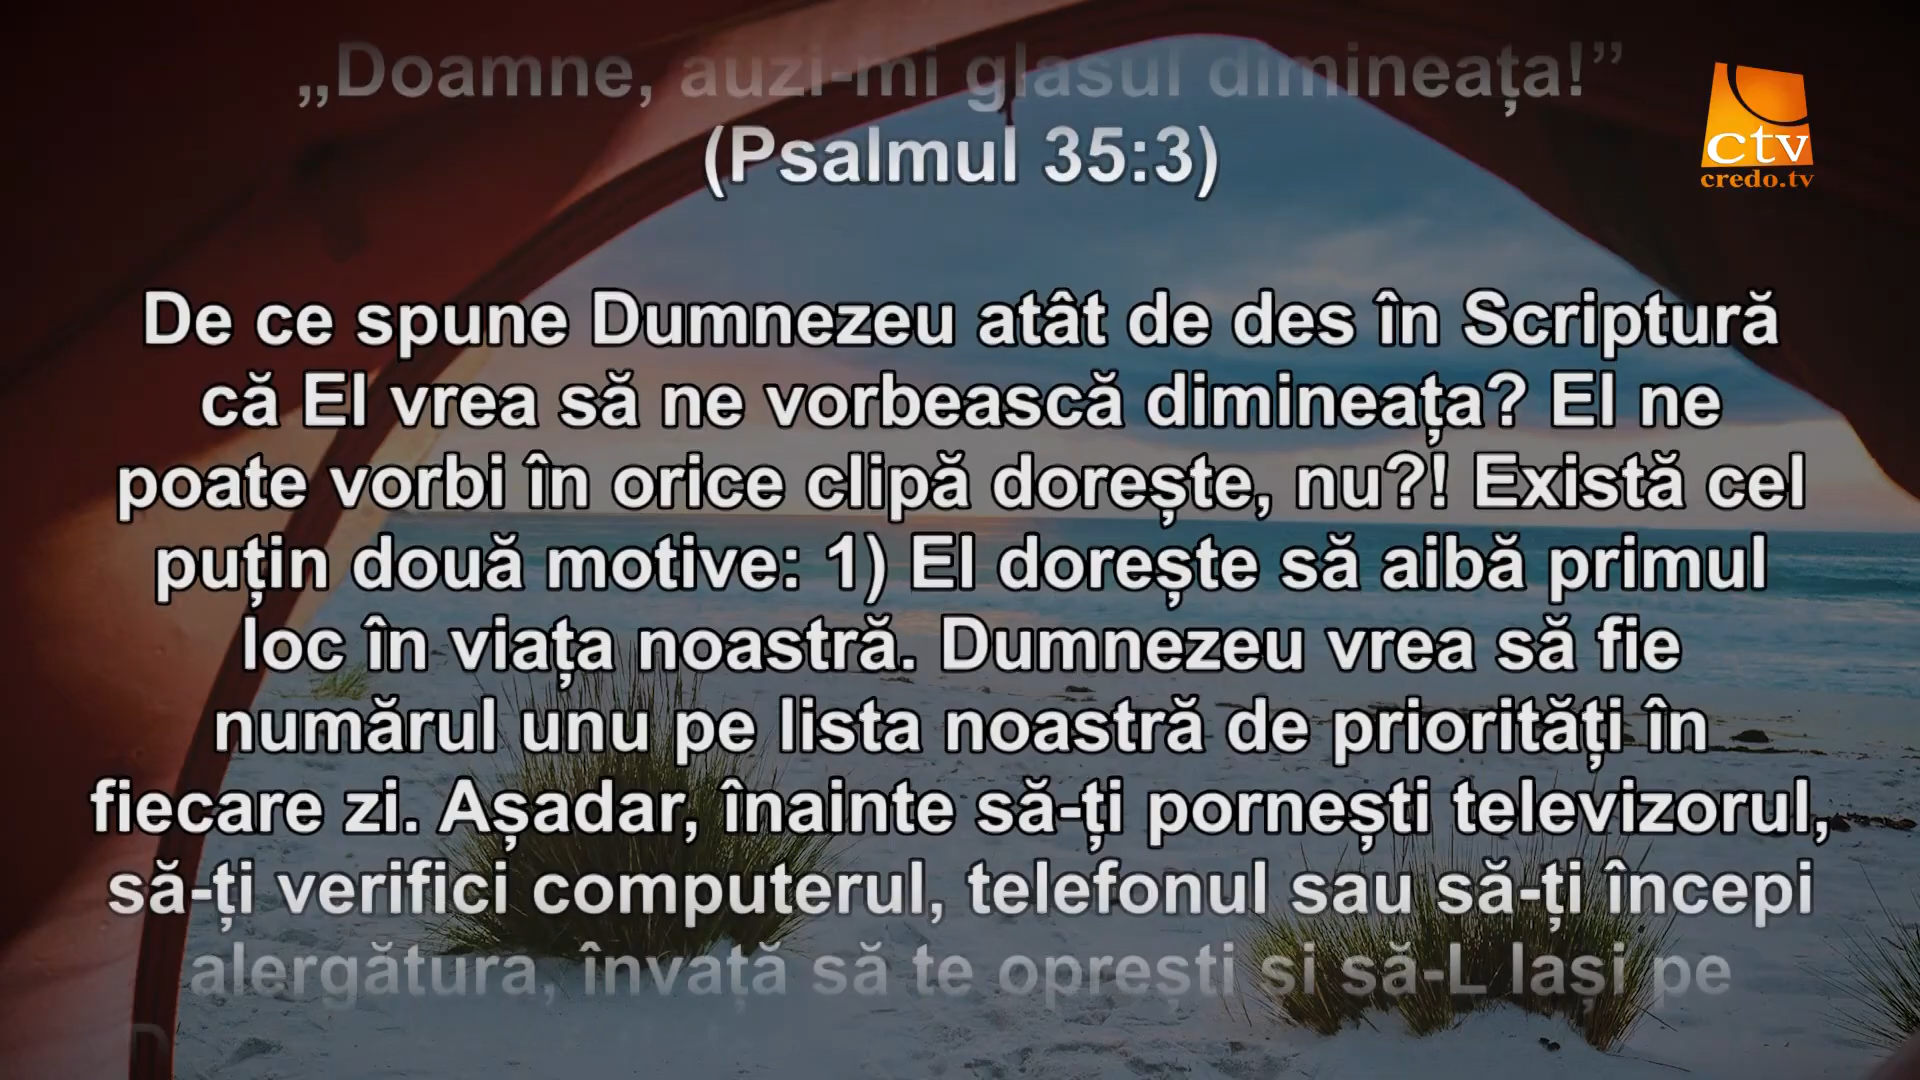 „Doamne, auzi-mi glasul dimineața!”
(Psalmul 35:3)
De ce spune Dumnezeu atât de des în Scriptură
că El vrea să ne vorbească dimineața? El ne
poate vorbi în orice clipă dorește, nu?! Există cel
puțin două motive: 1) El dorește să aibă primul
loc în viața noastră. Dumnezeu vrea să fie
numărul unu pe lista noastră de priorități în
fiecare zi. Așadar, înainte să-ți pornești televizorul,
să-ți verifici computerul, telefonul sau să-ți începi
alergătura, învață să te oprești și să-L lași pe
ctv
credo.tv